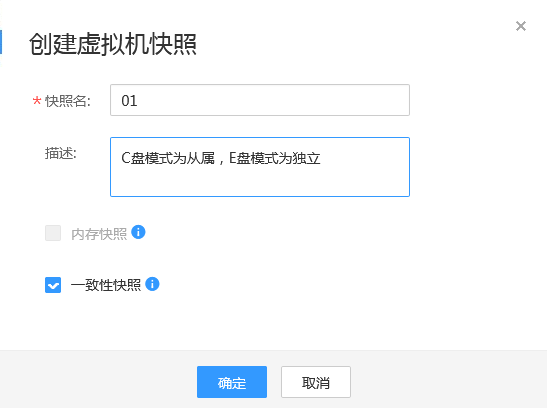 创建虚拟机快照
* 快照名: 01
描述: C盘模式为从属，E盘模式为独立
内存快照
一致性快照
确定 取消